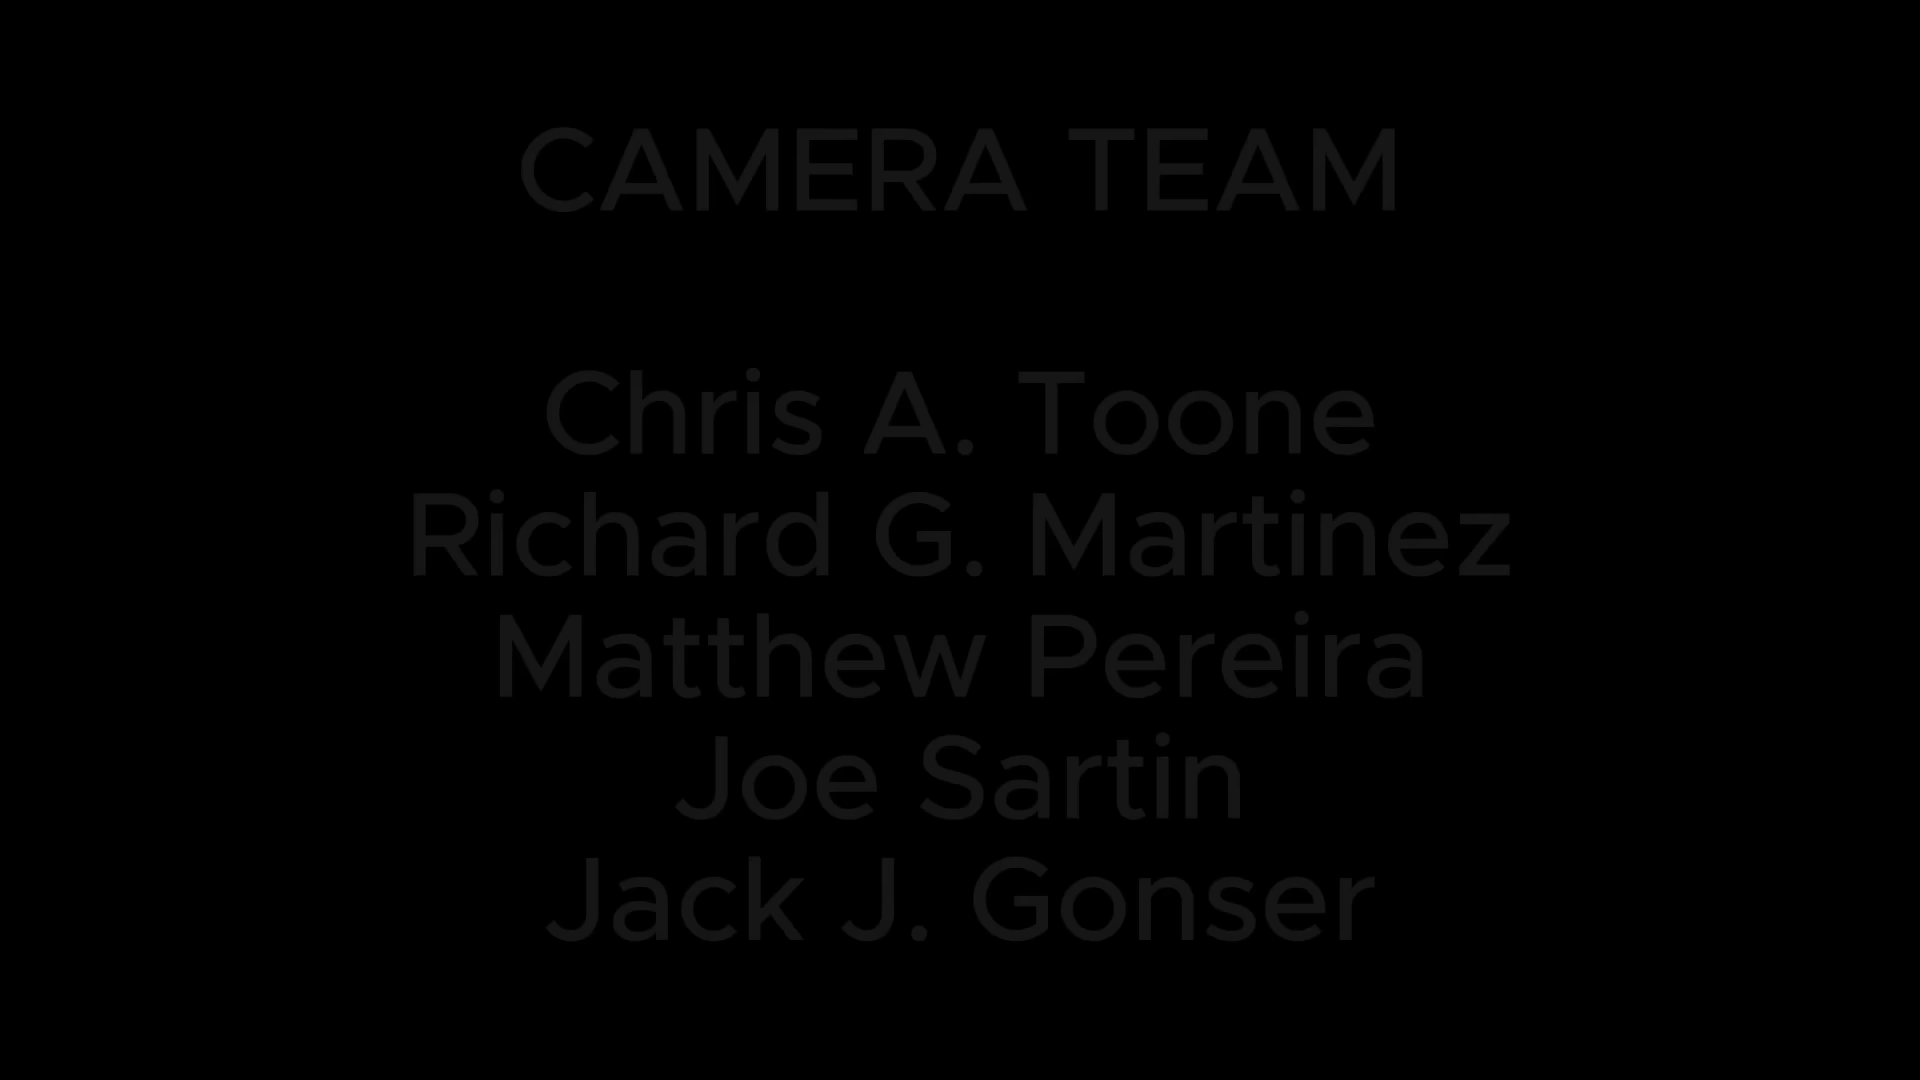 CAMERA TEAM
Chris A. Toone
Richard G. Martinez
Matthew Pereira
Joe Sartin
Jack J. Gonser